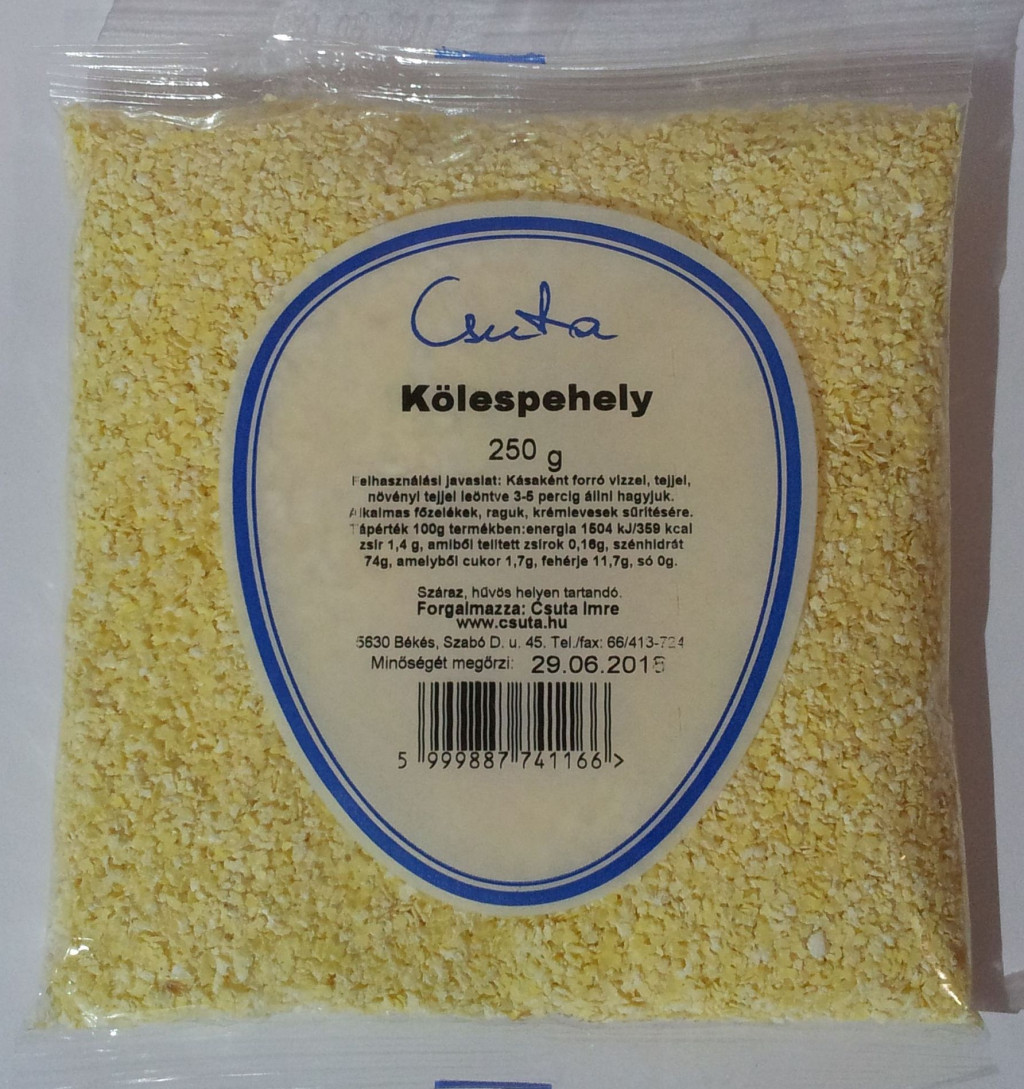 Csuta
Kölespehely
250 g
Felhasználási javaslat: Kásaként forró vízzel, tejjel,
növényi tejjel leöntve 3-5 percig állni hagyjuk.
Alkalmas főzelékek, raguk, krémlevesek sűrítésére.
Tápérték 100g termékben:energia 1504 kJ/359 kcal
zsír 1,4 g, amiből telített zsírok 0,16g, szénhidrát
74g, amelyből cukor 1,7g, fehérje 11,7g, só 0g.
Száraz, hűvös helyen tartandó.
Forgalmazza: Csuta Imre
www.csuta.hu
5630 Békés, Szabó D. u. 45. Tel./fax: 66/413-724
Minőségét megőrzi:
5 999887 741166 >